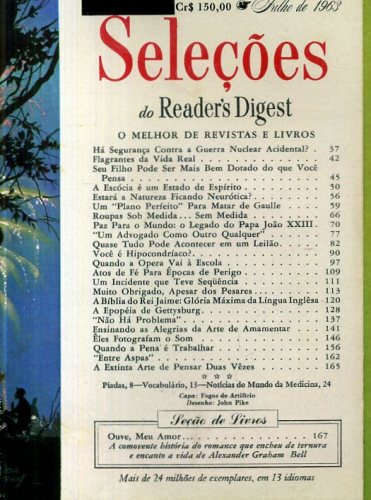 Cr$ 150,00 Julho de 1963
Seleções
do Reader's Digest
O MELHOR DE REVISTAS E LIVROS
Há Segurança Contra a Guerra Nuclear Acidental? . 37
Flagrantes da Vida Real . . . . . . . . . . 42
Seu Filho Pode Ser Mais Bem Dotado do que Você
Pensa . . . . . . . . . . . . . . . . 45
A Escócia é um Estado de Espírito . . . . . . . 50
Estará a Natureza Ficando Neurótica? . . . . . . 56
Um "Plano Perfeito" Para Matar de Gaulle . . . . 59
Roupas Sob Medida . . . Sem Medida . . . . . . 66
Paz Para o Mundo: o Legado do Papa João XXIII . 70
"Um Advogado Como Outro Qualquer" . . . . . 77
Quase Tudo Pode Acontecer em um Leilão . . . . 82
Você é Hipocondríaco? . . . . . . . . . . . 90
Quando a Opera Vai à Escola . . . . . . . . . 97
Atos de Fé Para Épocas de Perigo . . . . . . . 109
Um Incidente que Teve Seqüência . . . . . . . 111
Muito Obrigado, Apesar dos Pesares . . . . . . 113
A Bíblia do Rei Jaime: Glória Máxima da Língua Inglêsa . 120
A Epopéia de Gettysburg . . . . . . . . . . 128
"Não Há Problema" . . . . . . . . . . . . 137
Ensinando as Alegrias da Arte de Amamentar . . . 141
Êles Fotografam o Som . . . . . . . . . . . 146
Quando a Pena é Trabalhar . . . . . . . . . . 156
"Entre Aspas" . . . . . . . . . . . . . . 162
A Extinta Arte de Pensar Duas Vêzes . . . . . . 165
☆ ☆ ☆
Piadas, 8—Vocabulário, 13—Notícias do Mundo da Medicina, 24
Capa: Fogos de Artifício
Desenho: John Pike
Seção de Livros
Ouve, Meu Amor... . . . . . . . . . . . . 167
A comovente história do romance que encheu de ternura
e encanto a vida de Alexander Graham Bell
Mais de 24 milhões de exemplares, em 13 idiomas